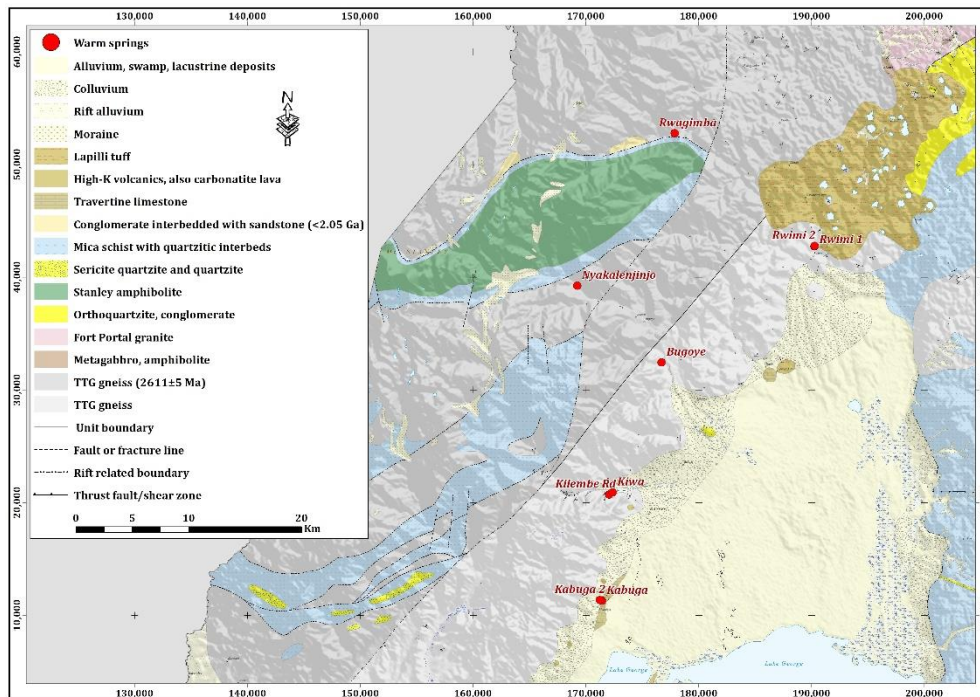 130,000 140,000 150,000 160,000 170,000 180,000 190,000 200,000
60,000
50,000
40,000
30,000
20,000
10,000
Warm springs
Alluvium, swamp, lacustrine deposits
Colluvium
Rift alluvium
Moraine
Lapilli tuff
High-K volcanics, also carbonatite lava
Travertine limestone
Conglomerate interbedded with sandstone (<2.05 Ga)
Mica schist with quartzitic interbeds
Sericite quartzite and quartzite
Stanley amphibolite
Orthoquartzite, conglomerate
Fort Portal granite
Metagabbro, amphibolite
TTG gneiss (2611±5 Ma)
TTG gneiss
Unit boundary
Fault or fracture line
Rift related boundary
Thrust fault/shear zone
0 10 20
Km
N
Rwagimba
Rwimi 2 Rwimi 1
Nyakalenjinjo
Bugoye
Kilembe Rd Kiwa
Kabuga 2 Kabuga
Lake George
Lake George
130,000 140,000 150,000 160,000 170,000 180,000 190,000 200,000